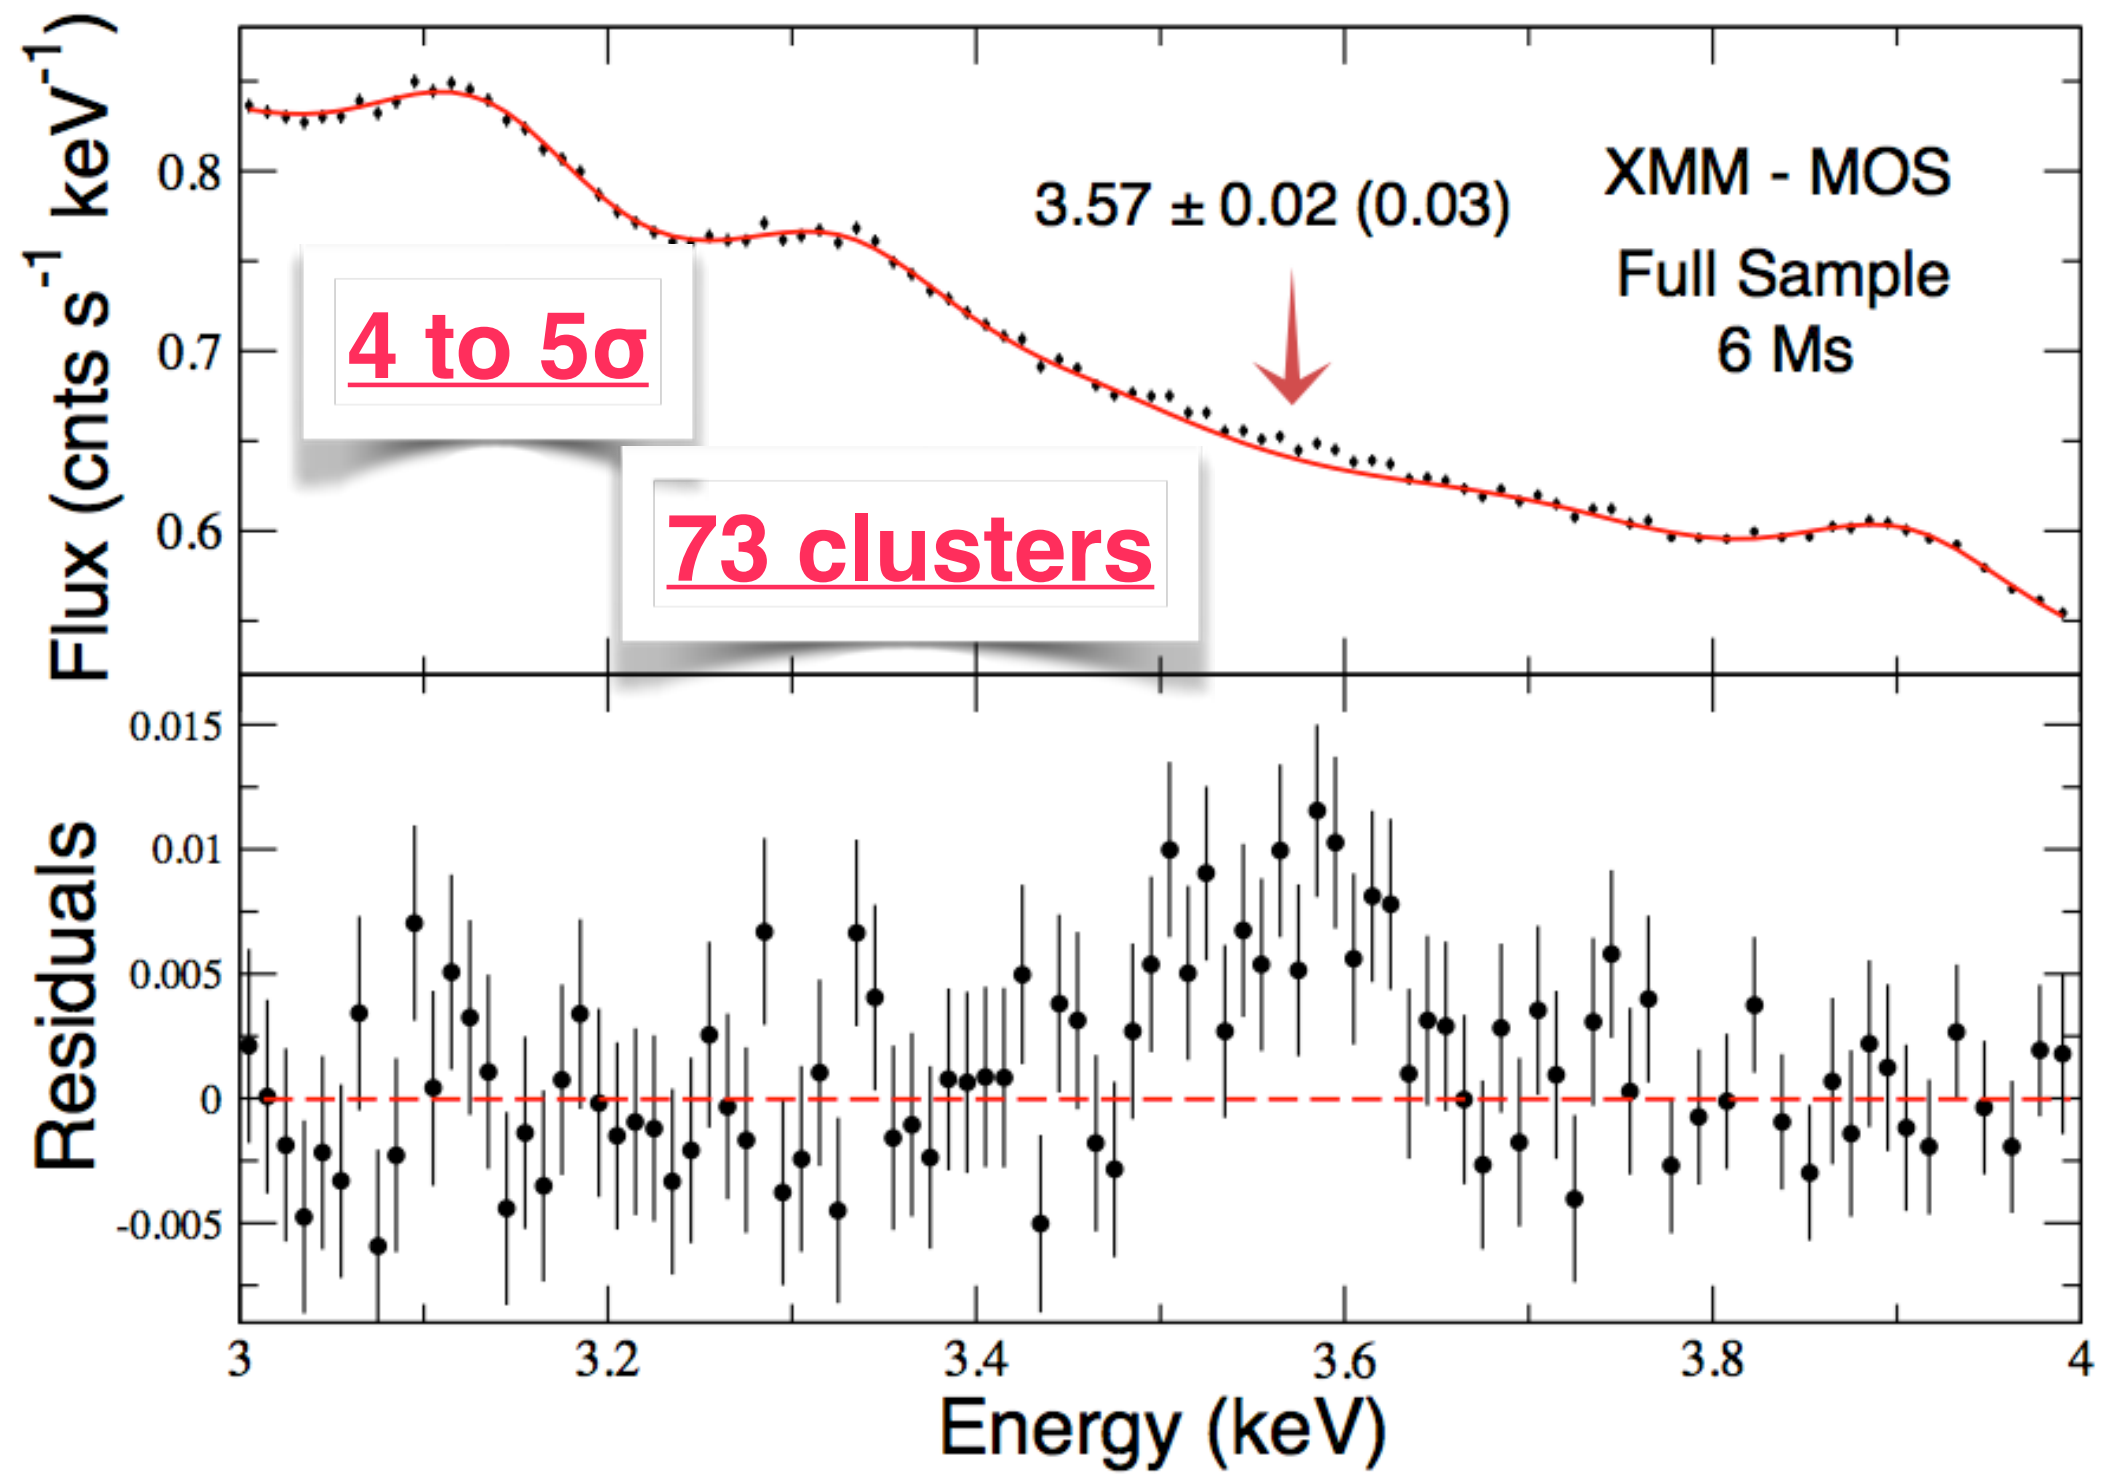 Flux (cnts s-1 keV-1)
0.8
0.7
0.6
3.57 ± 0.02 (0.03)
XMM - MOS
Full Sample
6 Ms
4 to 5σ
73 clusters
Residuals
0.015
0.01
0.005
0
-0.005
3 3.2 3.4 3.6 3.8 4
Energy (keV)